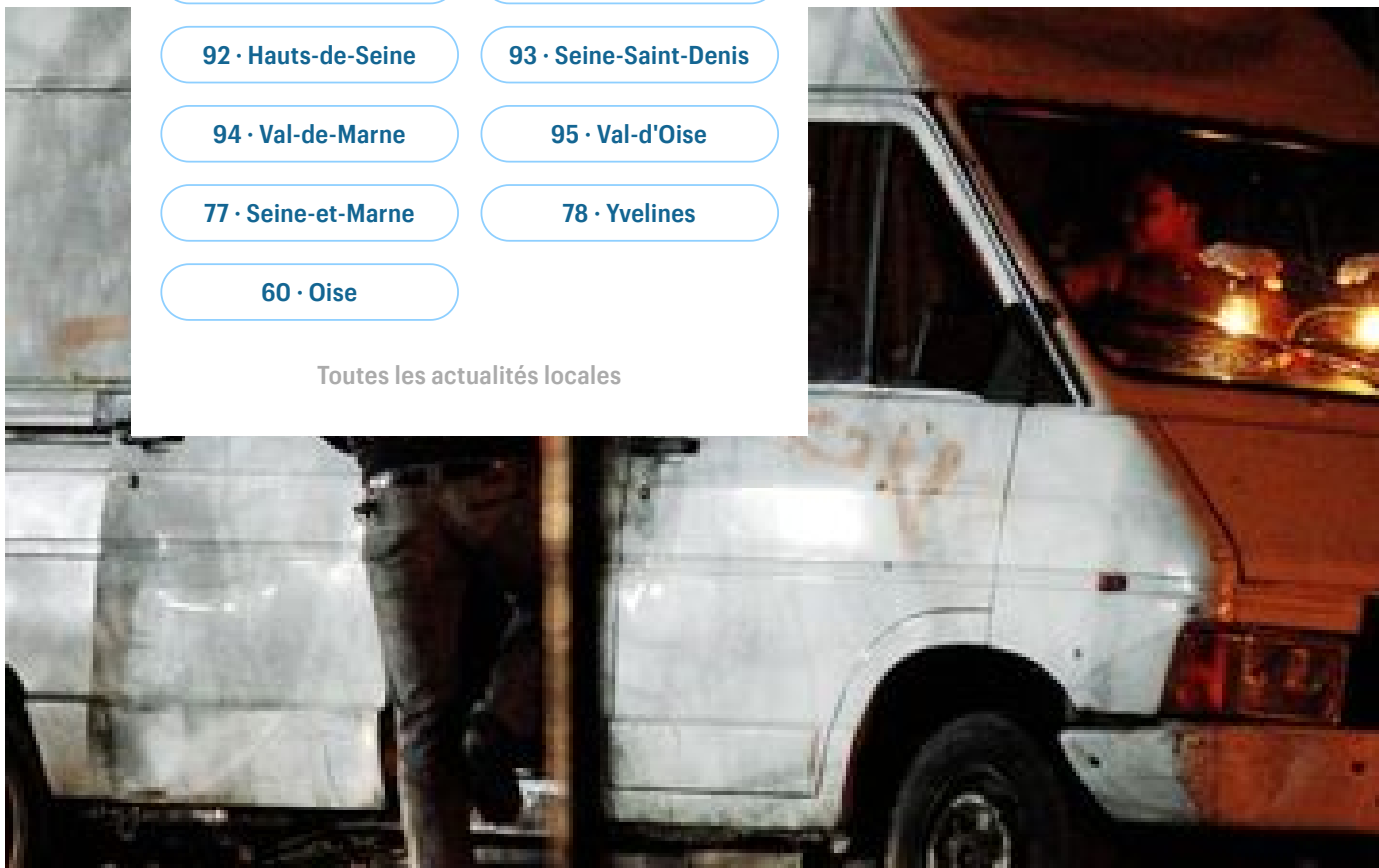 92 · Hauts-de-Seine
93 · Seine-Saint-Denis
94 · Val-de-Marne
95 · Val-d'Oise
77 · Seine-et-Marne
78 · Yvelines
60 · Oise
Toutes les actualités locales